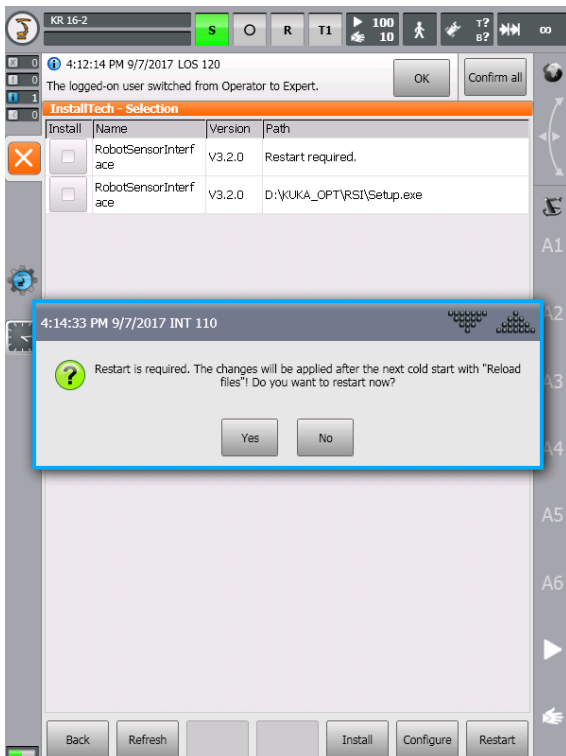 KR 16-2
S
O
R
T1
100
10
T?
B?
∞
0
0
1
0
4:12:14 PM 9/7/2017 LOS 120
The logged-on user switched from Operator to Expert.
OK
Confirm all
InstallTech - Selection
Install
Name
Version
Path
RobotSensorInterf
ace
V3.2.0
Restart required.
RobotSensorInterf
ace
V3.2.0
D:\KUKA_OPT\RSI\Setup.exe
A1
A2
4:14:33 PM 9/7/2017 INT 110
Restart is required. The changes will be applied after the next cold start with "Reload
files"! Do you want to restart now?
A3
Yes
No
A4
A5
A6
Back
Refresh
Install
Configure
Restart